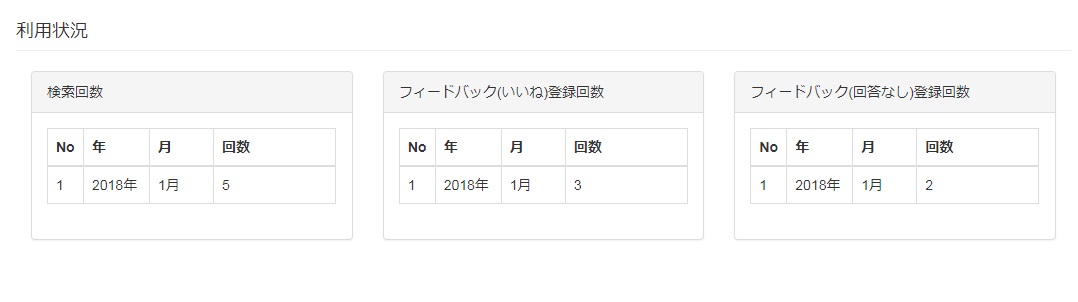 利用状況
検索回数
No 年 月 回数
1 2018年 1月 5
フィードバック(いいね)登録回数
No 年 月 回数
1 2018年 1月 3
フィードバック(回答なし)登録回数
No 年 月 回数
1 2018年 1月 2